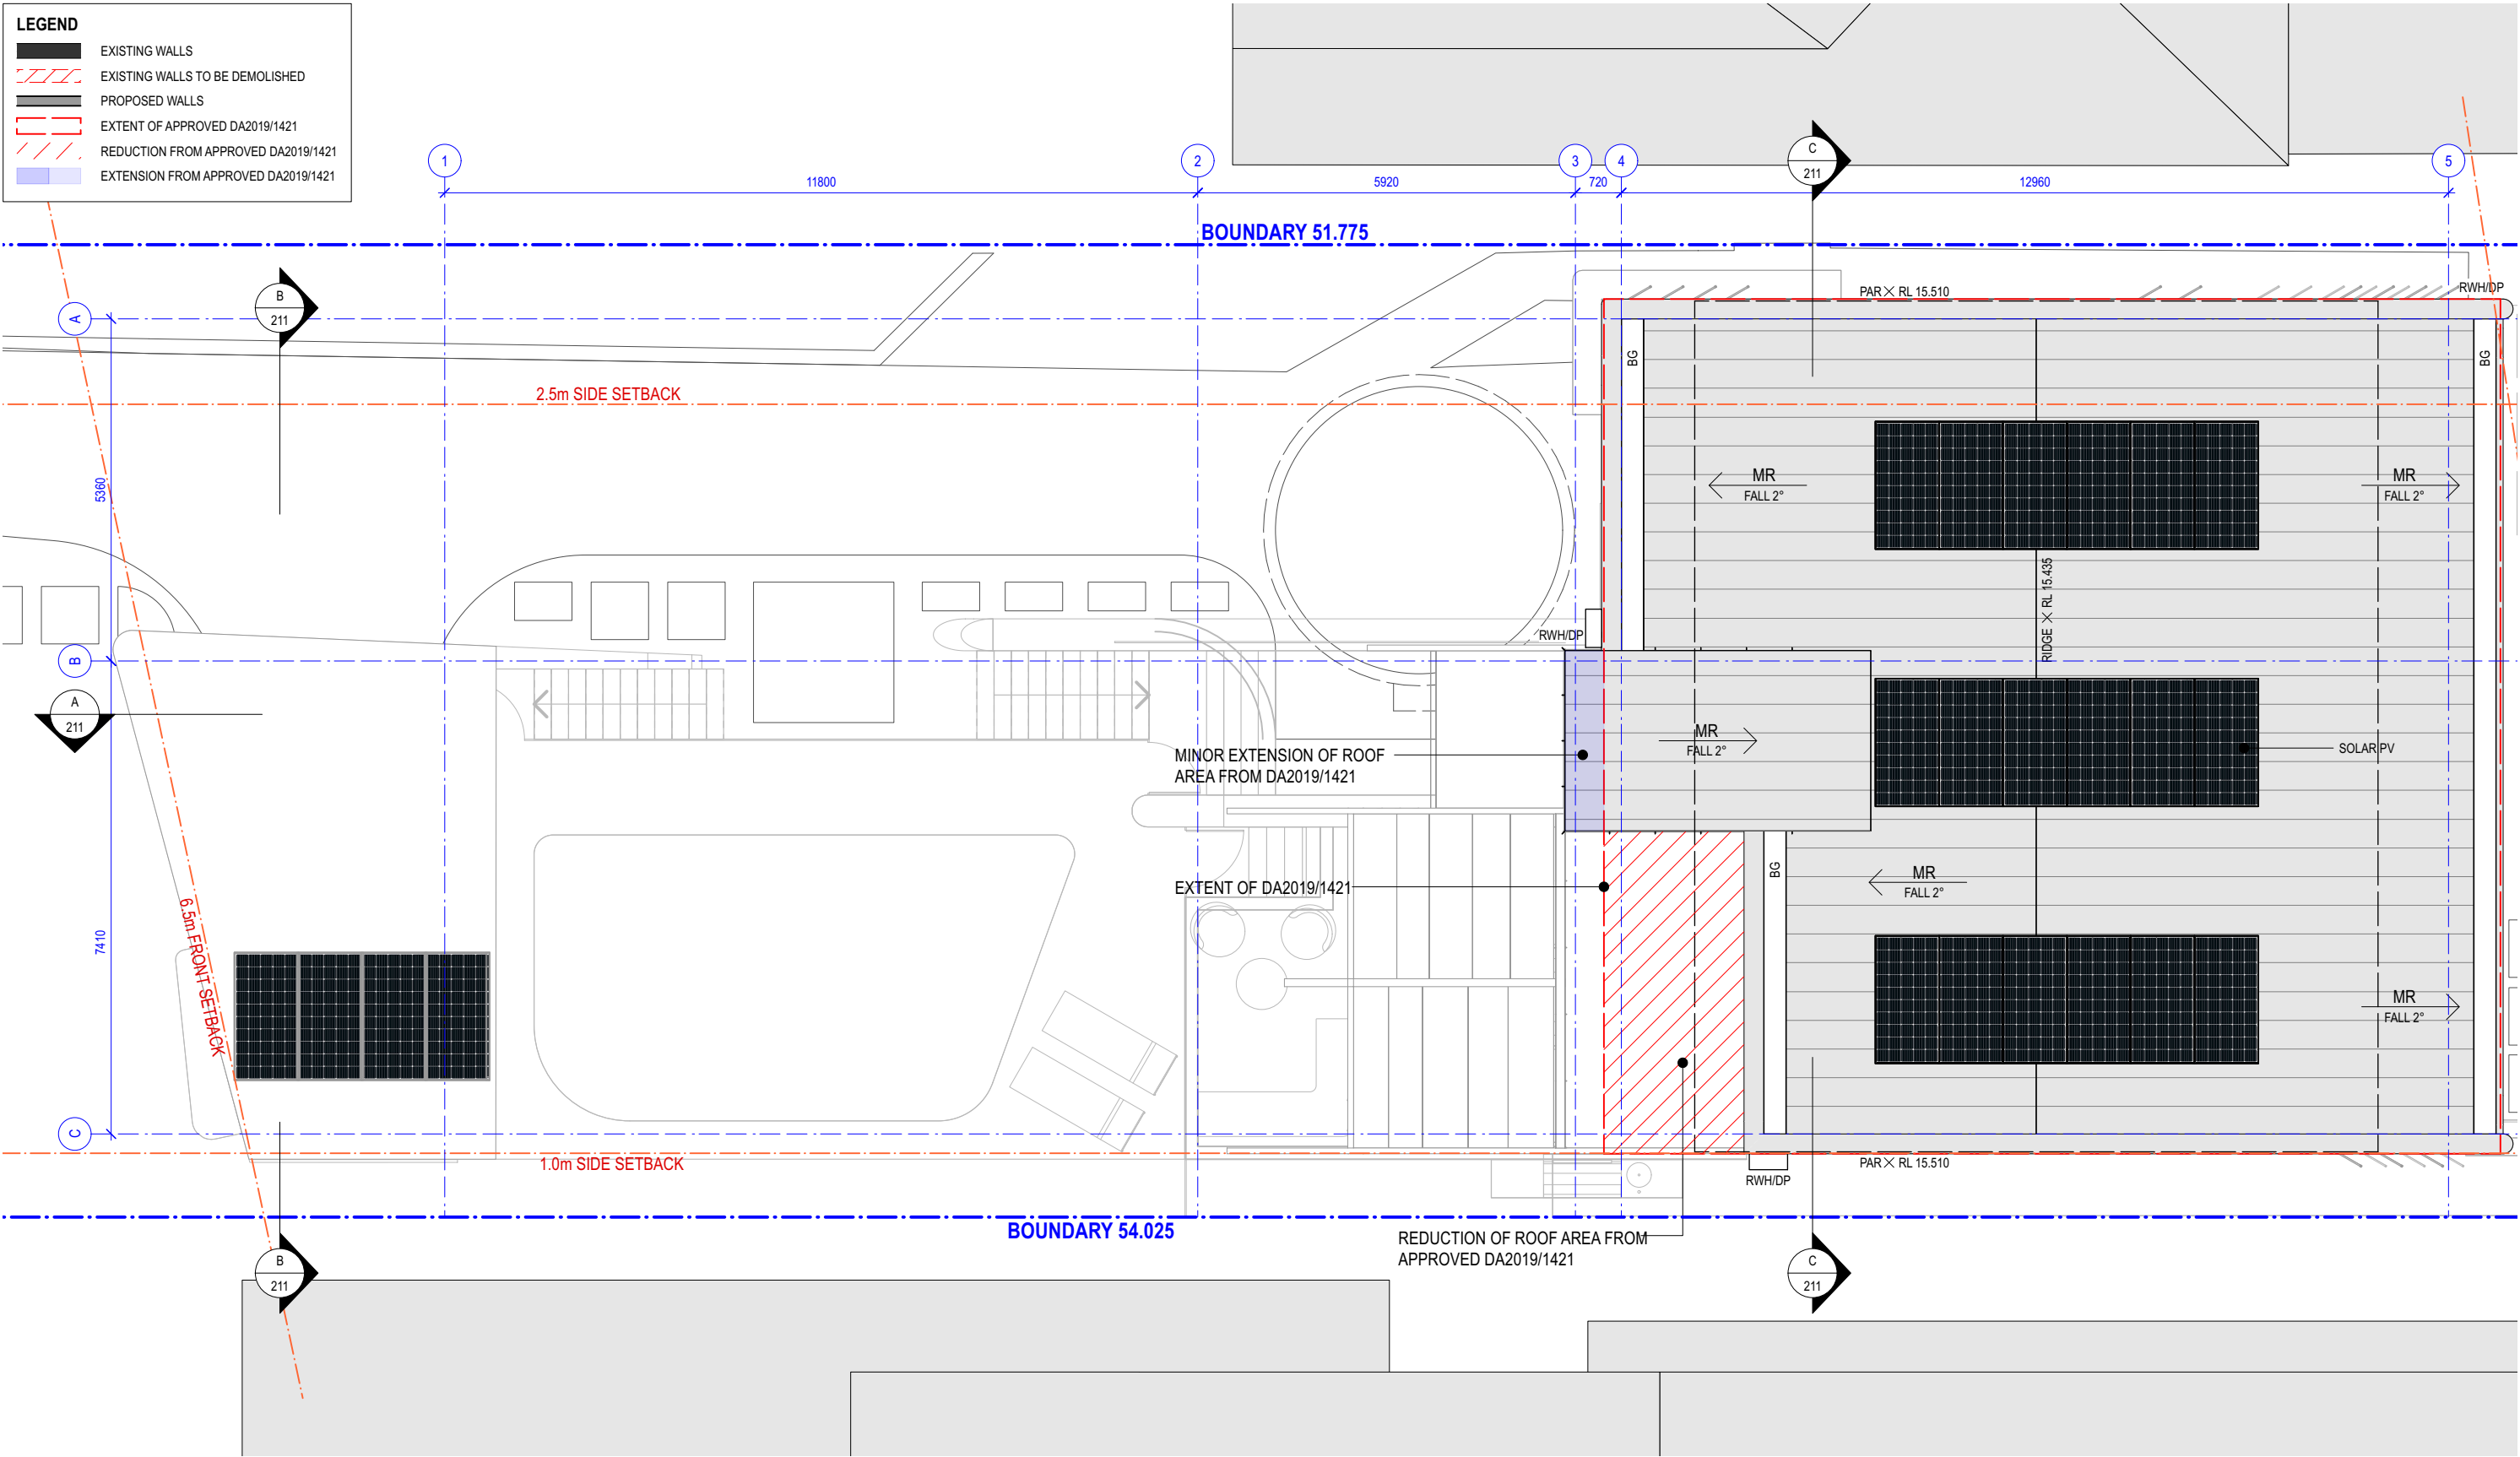 LEGEND
EXISTING WALLS
EXISTING WALLS TO BE DEMOLISHED
PROPOSED WALLS
EXTENT OF APPROVED DA2019/1421
REDUCTION FROM APPROVED DA2019/1421
EXTENSION FROM APPROVED DA2019/1421
1
2
3
4
C
211
5
11800
5920
720
12960
BOUNDARY 51.775
B
211
A
PAR RL 15.510
RWH/DP
BG
BG
2.5m SIDE SETBACK
5360
MR
FALL 2°
MR
FALL 2°
RIDGE RL 15.435
RWH/DP
B
A
211
MR
FALL 2°
MINOR EXTENSION OF ROOF
AREA FROM DA2019/1421
SOLAR PV
BG
MR
FALL 2°
EXTENT OF DA2019/1421
7410
6.5m FRONT SETBACK
MR
FALL 2°
C
1.0m SIDE SETBACK
PAR RL 15.510
RWH/DP
BOUNDARY 54.025
REDUCTION OF ROOF AREA FROM
APPROVED DA2019/1421
B
211
C
211